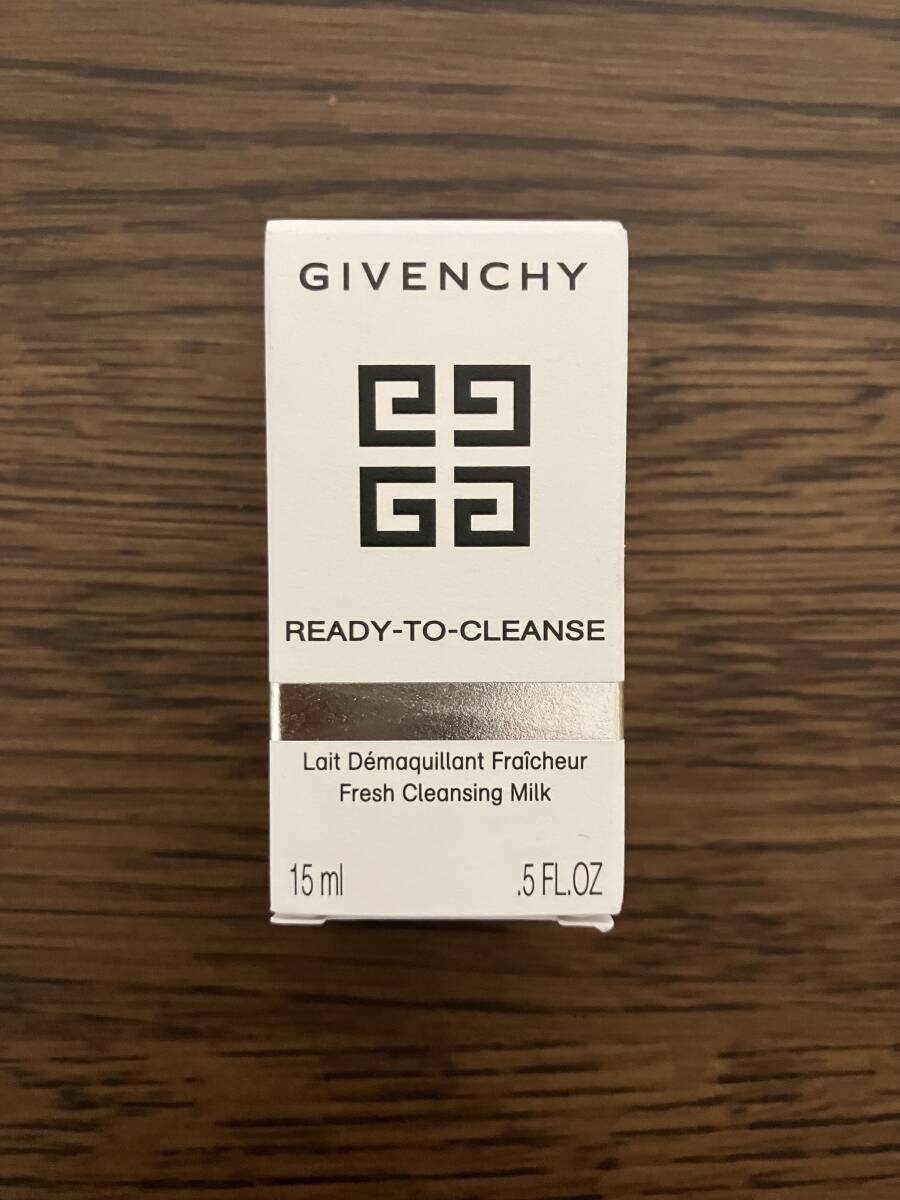 GIVENCHY
READY-TO-CLEANSE
Lait Démaquillant Fraîcheur
Fresh Cleansing Milk
15 ml .5 FL.OZ